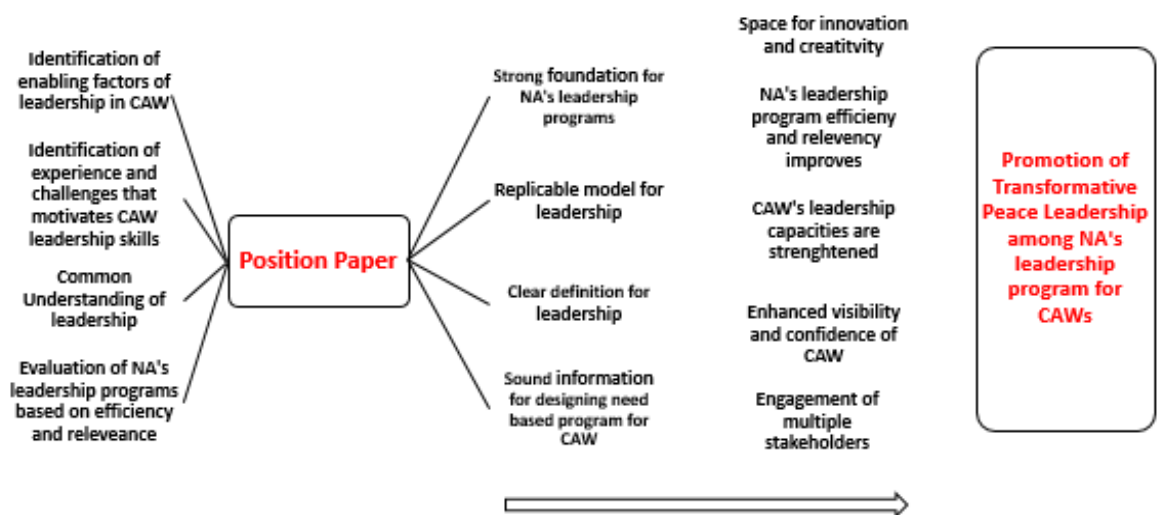 Identification of
enabling factors of
leadership in CAW
Identification of
experience and
challenges that
motivates CAW
leadership skills
Common
Understanding of
leadership
Evaluation of NA's
leadership programs
based on efficiency
and releveance
Position Paper
Strong foundation for
NA's leadership
programs
Replicable model for
leadership
Clear definition for
leadership
Sound information
for designing need
based program for
CAW
Space for innovation
and creatitvity
NA's leadership
program efficieny
and relevency
improves
CAW's leadership
capacities are
strenghtened
Enhanced visibility
and confidence of
CAW
Engagement of
multiple
stakeholders
Promotion of
Transformative
Peace Leadership
among NA's
leadership
program for
CAWs